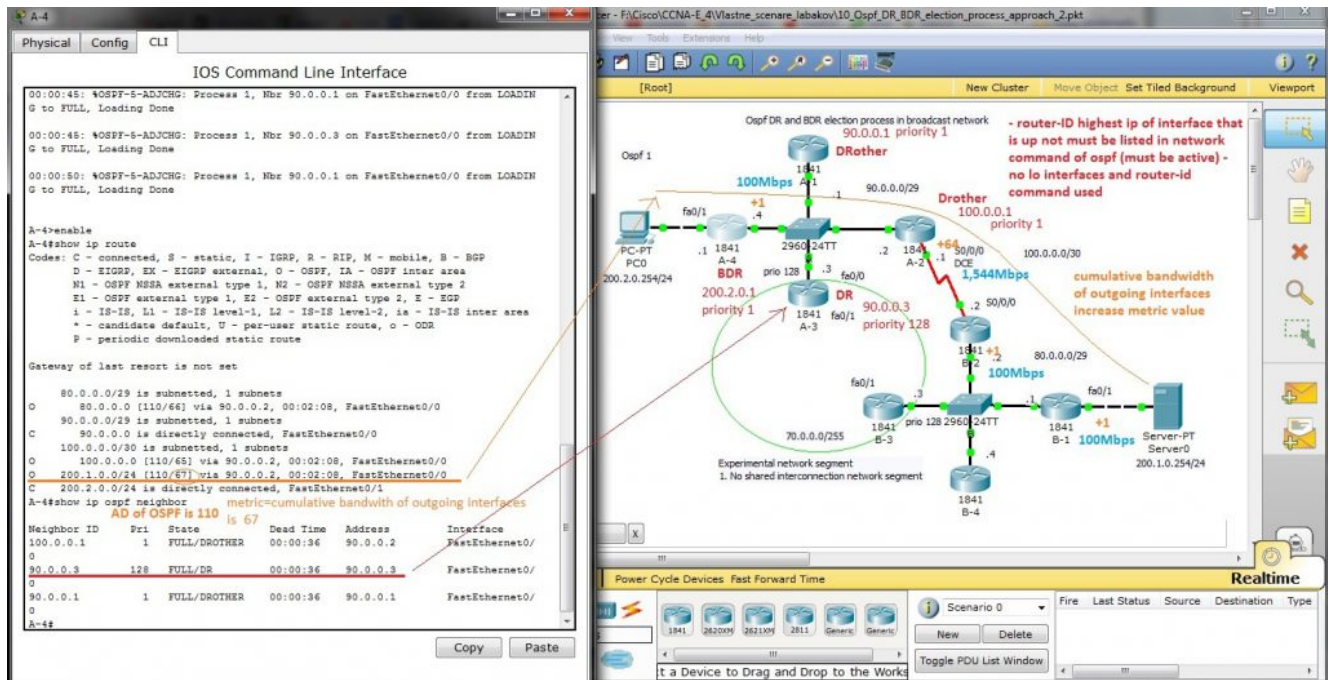 A-4
Physical Config CLI
IOS Command Line Interface
00:00:45: %OSPF-5-ADJCHG: Process 1, Nbr 90.0.0.1 on FastEthernet0/0 from LOADIN
G to FULL, Loading Done
00:00:45: %OSPF-5-ADJCHG: Process 1, Nbr 90.0.0.3 on FastEthernet0/0 from LOADIN
G to FULL, Loading Done
00:00:50: %OSPF-5-ADJCHG: Process 1, Nbr 90.0.0.1 on FastEthernet0/0 from LOADIN
G to FULL, Loading Done
A-4>enable
A-4#show ip route
Codes: C - connected, S - static, I - IGRP, R - RIP, M - mobile, B - BGP
D - EIGRP, EX - EIGRP external, O - OSPF, IA - OSPF inter area
N1 - OSPF NSSA external type 1, N2 - OSPF NSSA external type 2
E1 - OSPF external type 1, E2 - OSPF external type 2, E - EGP
i - IS-IS, L1 - IS-IS level-1, L2 - IS-IS level-2, ia - IS-IS inter area
* - candidate default, U - per-user static route, o - ODR
P - periodic downloaded static route
Gateway of last resort is not set
80.0.0.0/29 is subnetted, 1 subnets
O 80.0.0.0 [110/66] via 90.0.0.2, 00:02:08, FastEthernet0/0
90.0.0.0/29 is subnetted, 1 subnets
C 90.0.0.0 is directly connected, FastEthernet0/0
100.0.0.0/30 is subnetted, 1 subnets
O 100.0.0.0 [110/65] via 90.0.0.2, 00:02:08, FastEthernet0/0
O 200.1.0.0/24 [110/67] via 90.0.0.2, 00:02:08, FastEthernet0/0
C 200.2.0.0/24 is directly connected, FastEthernet0/1
A-4#show ip ospf neighbor
metric=cumulative bandwith of outgoing interfaces
is 67
AD of OSPF is 110
Neighbor ID Pri State Dead Time Address Interface
100.0.0.1 1 FULL/DROTHER 00:00:36 90.0.0.2 FastEthernet0/
0
90.0.0.3 128 FULL/DR 00:00:36 90.0.0.3 FastEthernet0/
0
90.0.0.1 1 FULL/DROTHER 00:00:36 90.0.0.1 FastEthernet0/
0
A-4#
Copy Paste
cer - F:\Cisco\CCNA-E_4\Vlastne_scenare_labakov\10_Ospf_DR_BDR_election_process_approach_2.pkt
View Tools Extensions Help
[Root] New Cluster Move Object Set Tiled Background Viewport
Ospf DR and BDR election process in broadcast network
90.0.0.1 priority 1
DRother
- router-ID highest ip of interface that
is up not must be listed in network
command of ospf (must be active) -
no lo interfaces and router-id
command used
Ospf 1
1841
A-1
100Mbps
+1
.1
90.0.0.0/29
Drother
100.0.0.1
priority 1
fa0/1
.4
PC-PT
PC0
200.2.0.254/24
.1
1841
A-4
BDR
200.2.0.1
priority 1
2960-24TT
.2
1841
A-2
+64
.1
S0/0/0
DCE
100.0.0.0/30
1,544Mbps
cumulative bandwidth
of outgoing interfaces
increase metric value
prio 128
.3
fa0/0
DR
1841
A-3
fa0/1
90.0.0.3
priority 128
.2 S0/0/0
1841
B-2
+1
.2
80.0.0.0/29
100Mbps
fa0/1
.3
1841
B-3
prio 128
2960-24TT
.1
1841
B-1
fa0/1
+1
100Mbps
Server-PT
Server0
200.1.0.254/24
70.0.0.0/255
.4
1841
B-4
Experimental network segment
1. No shared interconnection network segment
X
Power Cycle Devices Fast Forward Time
Realtime
1841 2620XM 2621XM 2811 Generic Generic
Scenario 0
New Delete
Toggle PDU List Window
Fire Last Status Source Destination Type
ct a Device to Drag and Drop to the Works